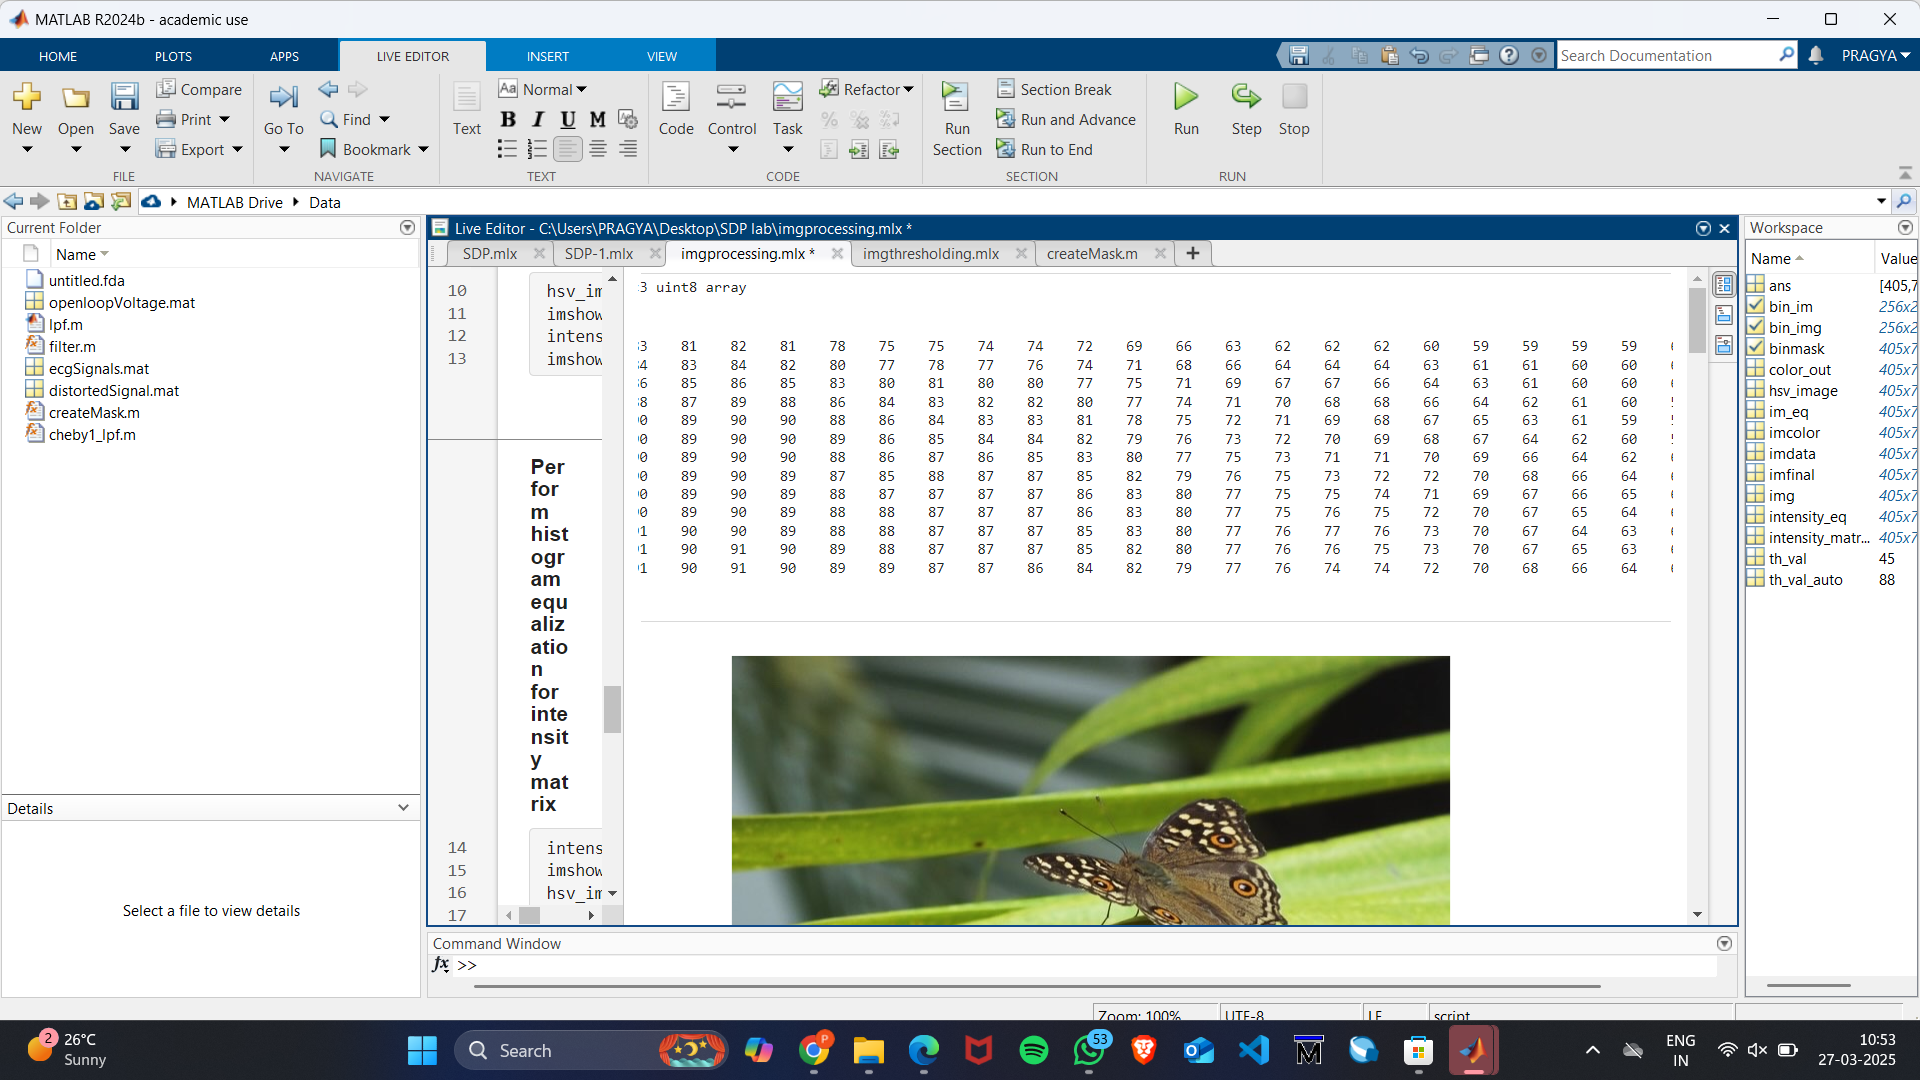 MATLAB R2024b - academic use
HOME PLOTS APPS LIVE EDITOR INSERT VIEW
Search Documentation
PRAGYA
New Open Save Compare Print Export
FILE
Go To Find Bookmark
NAVIGATE
Text Aa Normal B I U M
TEXT
Code Control Task Refactor
CODE
Run Section Section Break Run and Advance Run to End
SECTION
Run Step Stop
RUN
MATLAB Drive Data
Current Folder
Name
untitled.fda
openloopVoltage.mat
lpf.m
filter.m
ecgSignals.mat
distortedSignal.mat
createMask.m
cheby1_lpf.m
Details
Select a file to view details
Live Editor - C:\Users\PRAGYA\Desktop\SDP lab\imgprocessing.mlx *
SDP.mlx SDP-1.mlx imgprocessing.mlx * imgthresholding.mlx createMask.m
10 hsv_im
11 imshow
12 intens
13 imshow
Per
for
m
hist
ogr
am
equ
aliz
atio
n
for
inte
nsit
y
mat
rix
14 intens
15 imshow
16 hsv_im
17
3 uint8 array
81 82 81 78 75 75 74 74 72 69 66 63 62 62 62 60 59 59 59 59
83 84 82 80 77 78 77 76 74 71 68 66 64 64 64 63 61 61 60 60
85 86 85 83 80 81 80 80 77 75 71 69 67 67 66 64 63 61 60 60
87 89 88 86 84 83 82 82 80 77 74 71 70 68 68 66 64 62 61 60
89 90 90 88 86 84 83 83 81 78 75 72 71 69 68 67 65 63 61 59
89 90 90 89 86 85 84 84 82 79 76 73 72 70 69 68 67 64 62 60
89 90 90 88 86 87 86 85 83 80 77 75 73 71 71 70 69 66 64 62
89 90 89 87 85 88 87 87 85 82 79 76 75 73 72 72 70 68 66 64
89 90 89 88 87 87 87 87 86 83 80 77 75 75 74 71 69 67 66 65
89 90 89 88 88 87 87 87 86 83 80 77 75 76 75 72 70 67 65 64
90 90 89 88 88 87 87 87 85 83 80 77 76 77 76 73 70 67 64 63
90 91 90 89 88 87 87 87 85 82 80 77 76 76 75 73 70 67 65 63
90 91 90 89 89 87 87 86 84 82 79 77 76 74 74 72 70 68 66 64
Command Window
fx >>
Workspace
Name Value
ans [405,7
bin_im 256x2
bin_img 256x2
binmask 405x7
color_out 405x7
hsv_image 405x7
im_eq 405x7
imcolor 405x7
imdata 405x7
imfinal 405x7
img 405x7
intensity_eq 405x7
intensity_matr... 405x7
th_val 45
th_val_auto 88
Zoom: 100% UTF-8 LF script
2
26°C
Sunny
Search
P
53
M
ENG
IN
10:53
27-03-2025